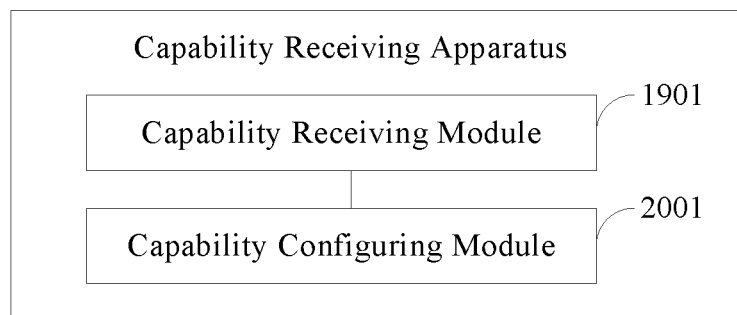 Capability Receiving Apparatus
1901
Capability Receiving Module
2001
Capability Configuring Module